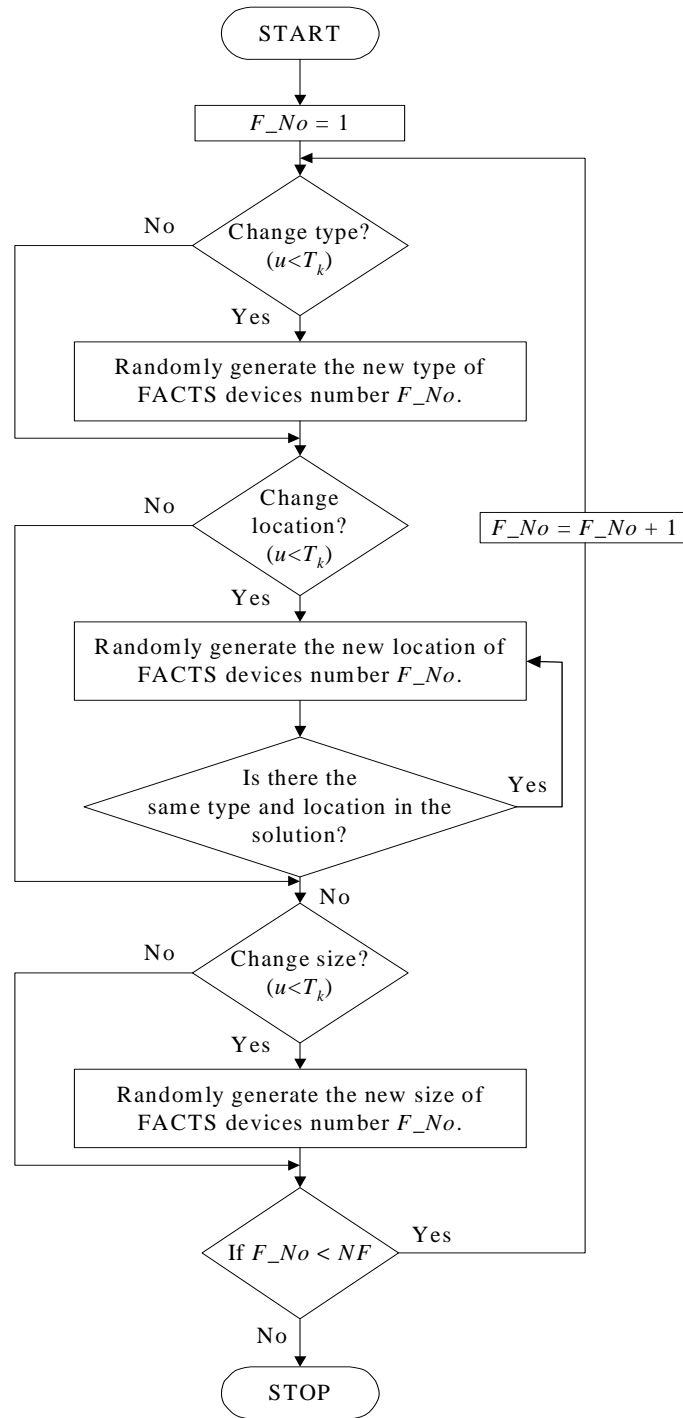 START
F_No = 1
No
Change type?
(u<T_k)
Yes
Randomly generate the new type of
FACTS devices number F_No.
No
Change
location?
(u<T_k)
F_No = F_No + 1
Yes
Randomly generate the new location of
FACTS devices number F_No.
Is there the
same type and location in the
solution?
Yes
No
No
Change size?
(u<T_k)
Yes
Randomly generate the new size of
FACTS devices number F_No.
If F_No < NF
Yes
No
STOP